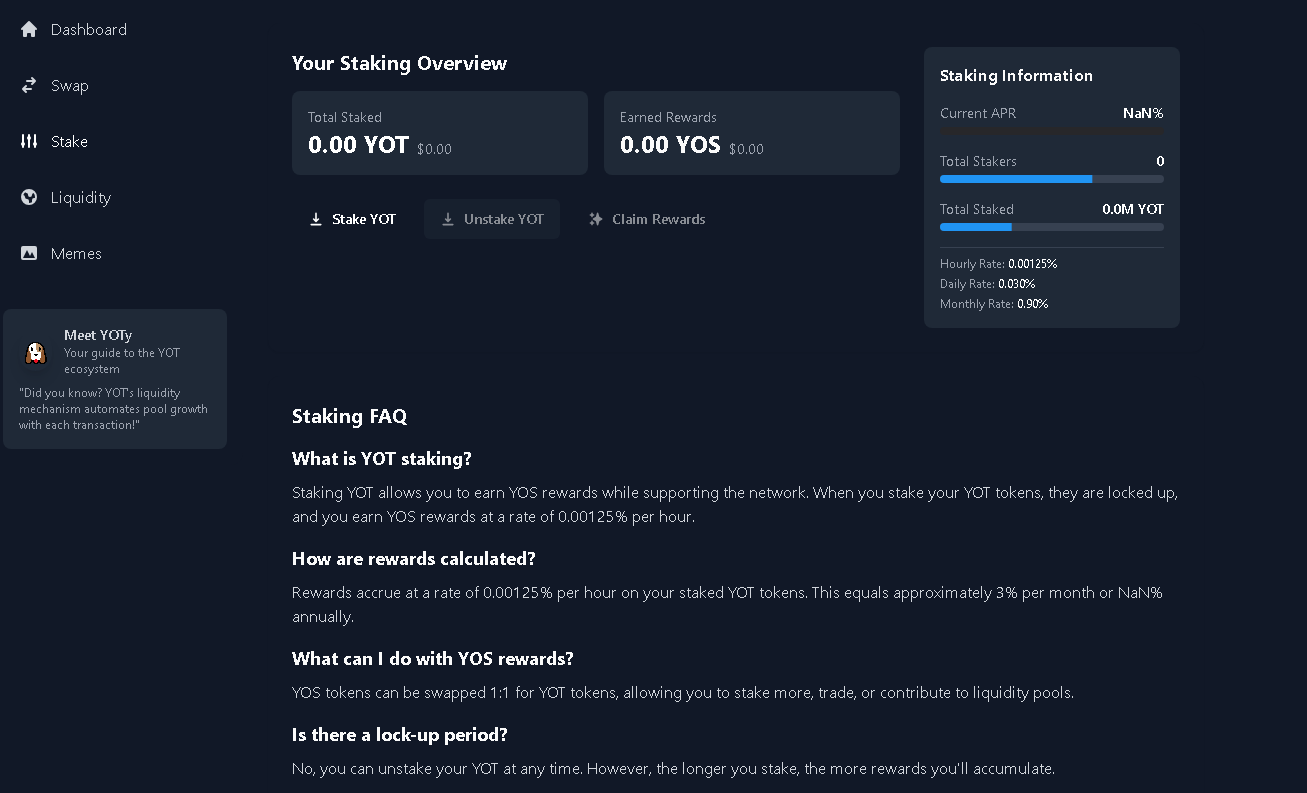 Dashboard
Swap
Stake
Liquidity
Memes
Meet YOTy
Your guide to the YOT
ecosystem
"Did you know? YOT's liquidity
mechanism automates pool growth
with each transaction!"
Your Staking Overview
Total Staked
0.00 YOT $0.00
Earned Rewards
0.00 YOS $0.00
Stake YOT
Unstake YOT
Claim Rewards
Staking Information
Current APR NaN%
Total Stakers 0
Total Staked 0.0M YOT
Hourly Rate: 0.00125%
Daily Rate: 0.030%
Monthly Rate: 0.90%
Staking FAQ
What is YOT staking?
Staking YOT allows you to earn YOS rewards while supporting the network. When you stake your YOT tokens, they are locked up,
and you earn YOS rewards at a rate of 0.00125% per hour.
How are rewards calculated?
Rewards accrue at a rate of 0.00125% per hour on your staked YOT tokens. This equals approximately 3% per month or NaN%
annually.
What can I do with YOS rewards?
YOS tokens can be swapped 1:1 for YOT tokens, allowing you to stake more, trade, or contribute to liquidity pools.
Is there a lock-up period?
No, you can unstake your YOT at any time. However, the longer you stake, the more rewards you'll accumulate.